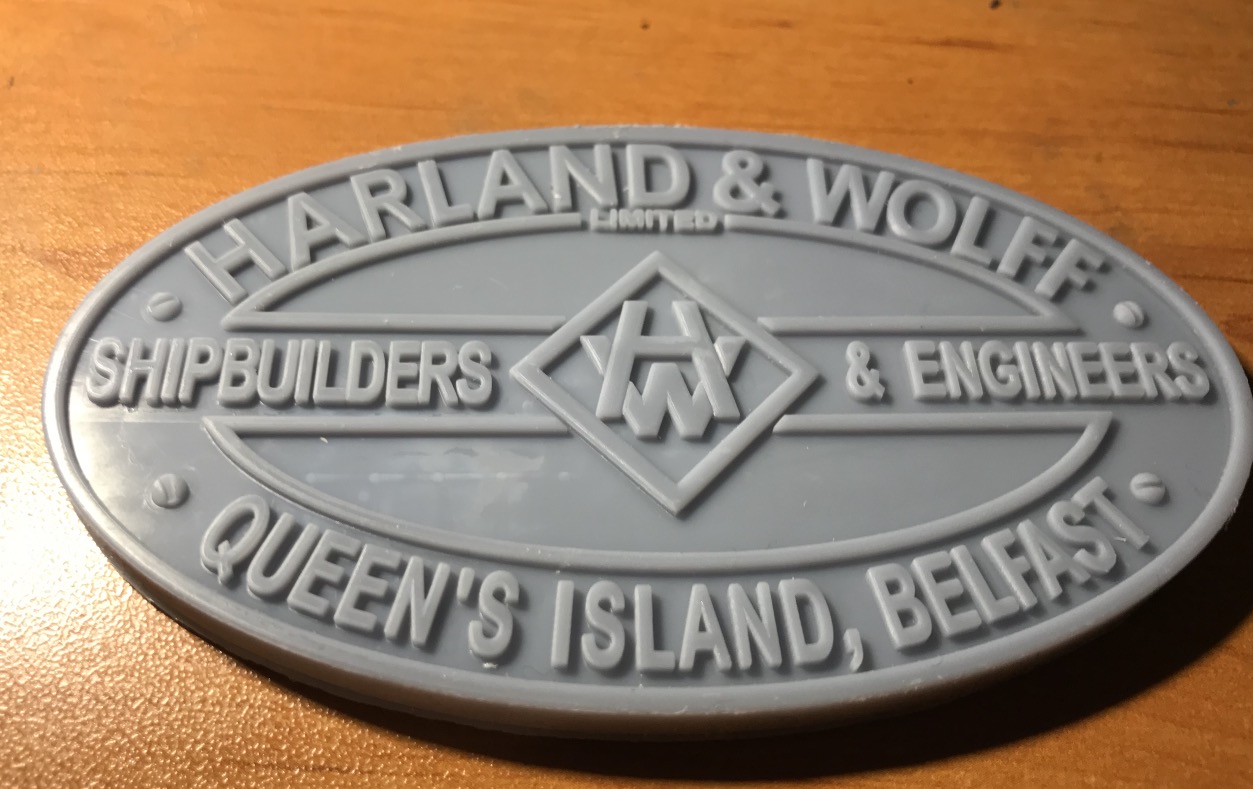 HARLAND & WOLFF
LIMITED
SHIPBUILDERS & ENGINEERS
HW
QUEEN'S ISLAND, BELFAST